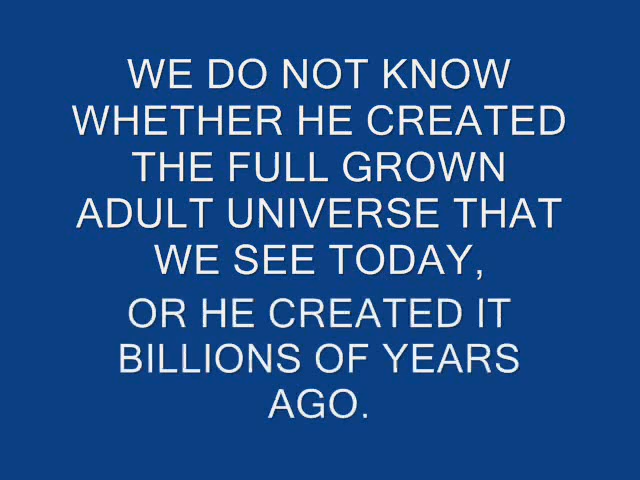 WE DO NOT KNOW
WHETHER HE CREATED
THE FULL GROWN
ADULT UNIVERSE THAT
WE SEE TODAY,
OR HE CREATED IT
BILLIONS OF YEARS
AGO.